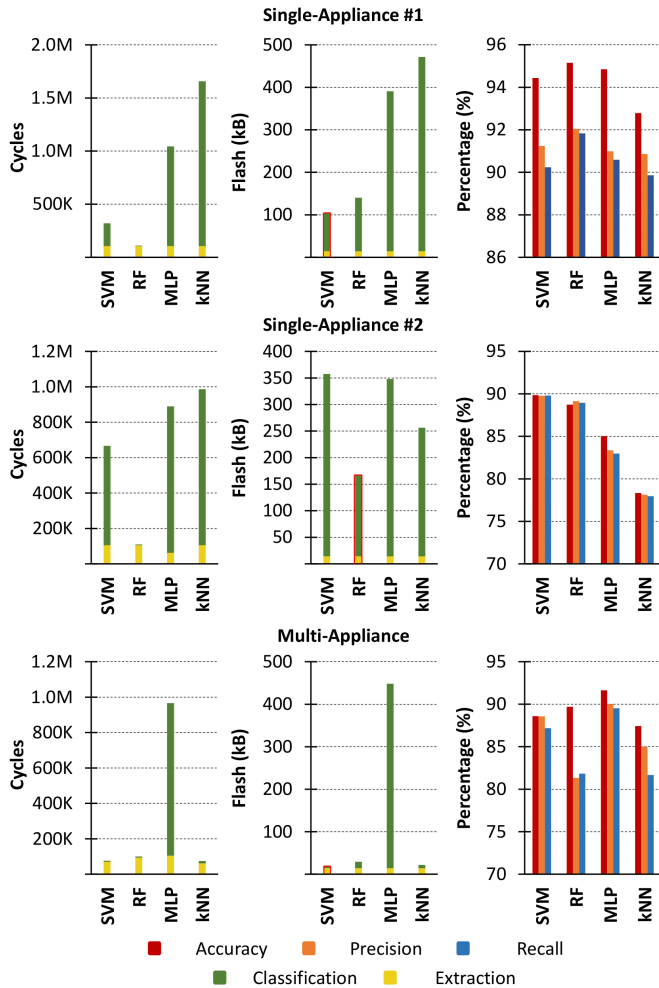 Single-Appliance #1
Cycles
2.0M
1.5M
1.0M
500K
SVM
RF
MLP
kNN
Flash (kB)
500
400
300
200
100
SVM
RF
MLP
kNN
Percentage (%)
96
94
92
90
88
86
SVM
RF
MLP
kNN
Single-Appliance #2
Cycles
1.2M
1.0M
800K
600K
400K
200K
SVM
RF
MLP
kNN
Flash (kB)
400
350
300
250
200
150
100
50
SVM
RF
MLP
kNN
Percentage (%)
95
90
85
80
75
70
SVM
RF
MLP
kNN
Multi-Appliance
Cycles
1.2M
1.0M
800K
600K
400K
200K
SVM
RF
MLP
kNN
Flash (kB)
500
400
300
200
100
SVM
RF
MLP
kNN
Percentage (%)
95
90
85
80
75
70
SVM
RF
MLP
kNN
Accuracy
Precision
Recall
Classification
Extraction